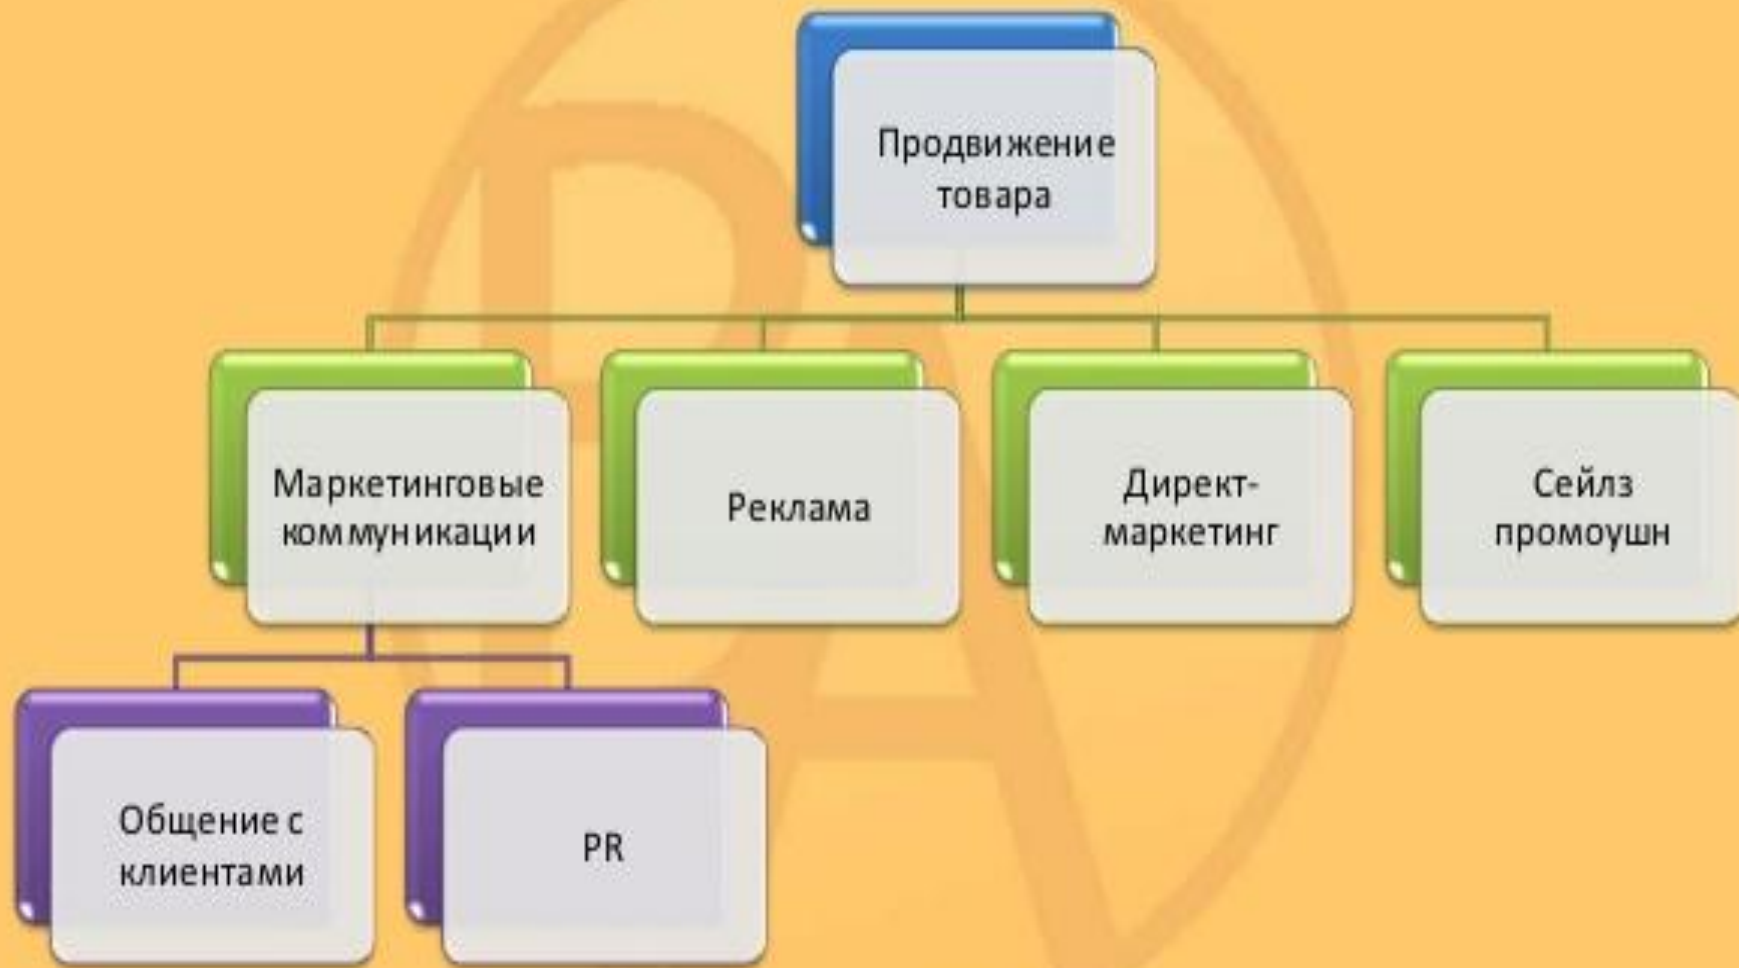 Продвижение
товара
Маркетинговые
коммуникации
Реклама
Директ-
маркетинг
Сейлз
промоушн
Общение с
клиентами
PR